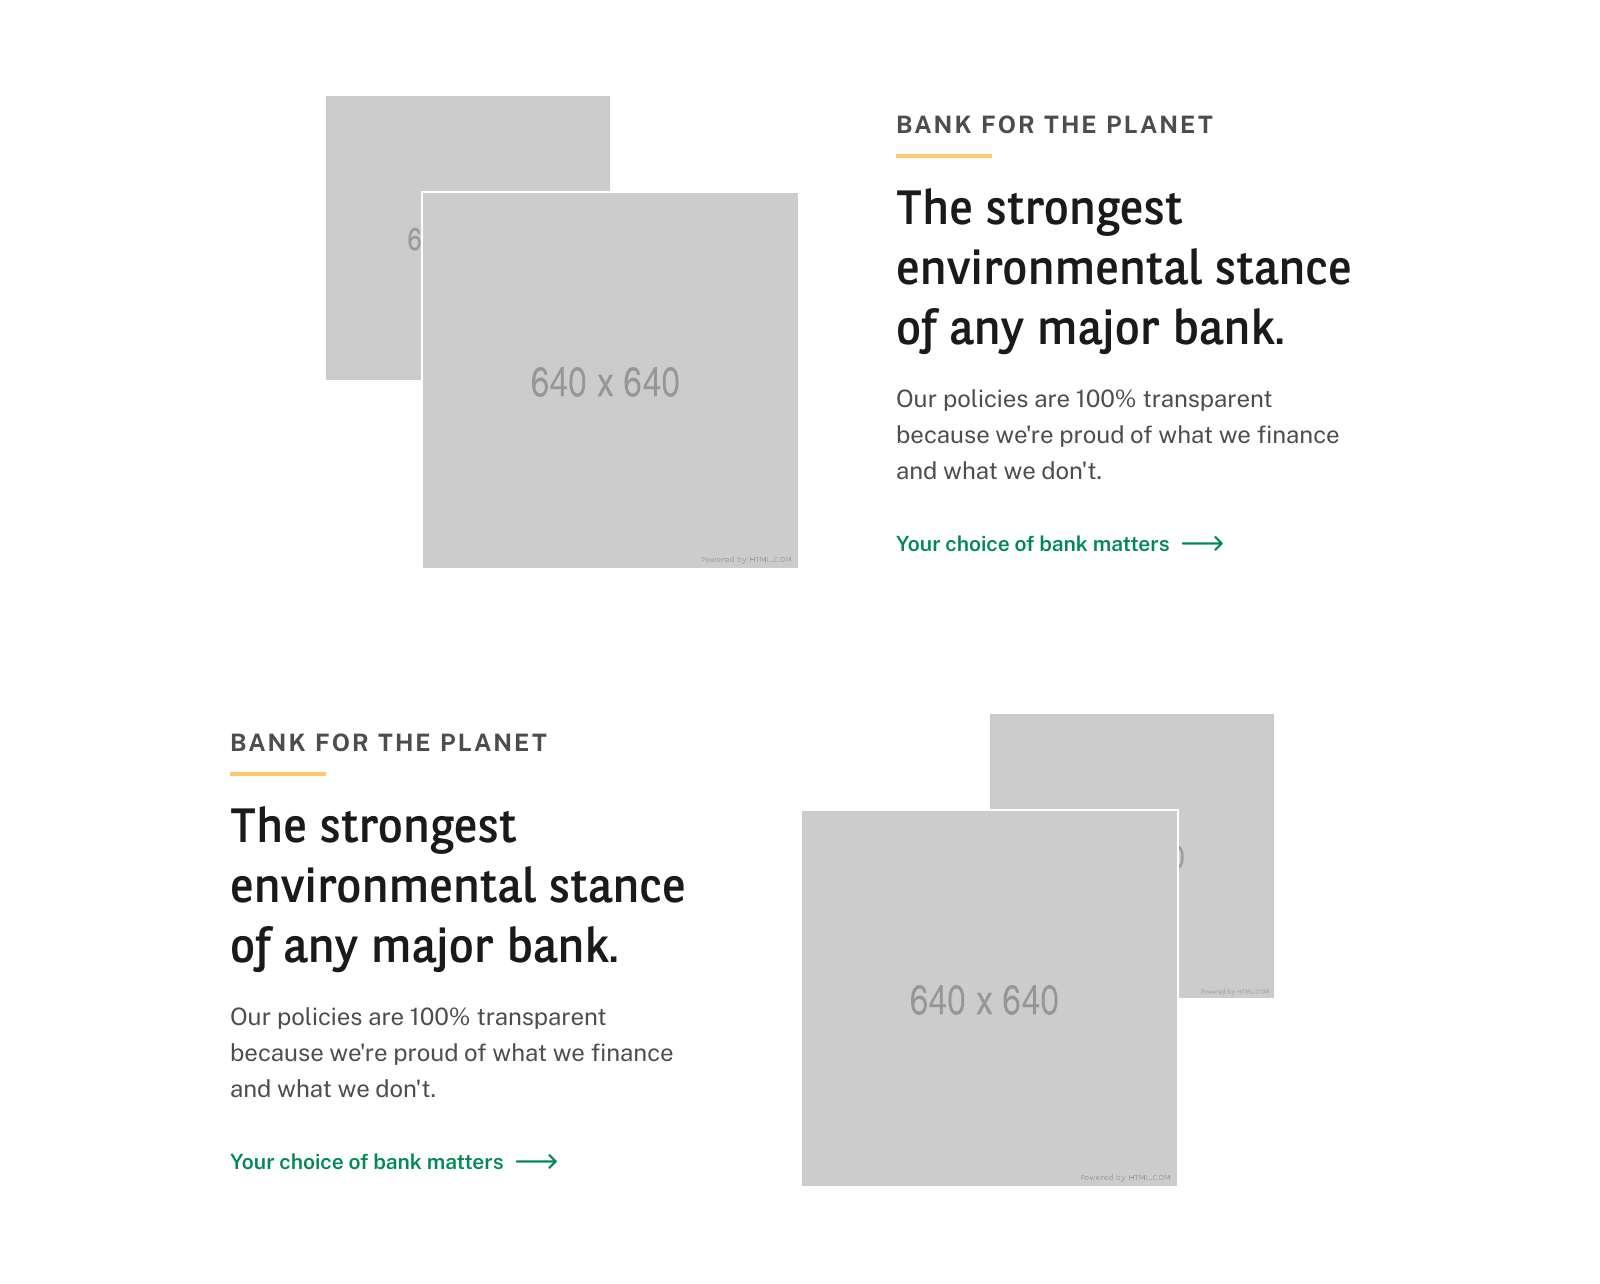 640 x 640
Powered by HTML.COM
BANK FOR THE PLANET
The strongest
environmental stance
of any major bank.
Our policies are 100% transparent
because we're proud of what we finance
and what we don't.
Your choice of bank matters
BANK FOR THE PLANET
The strongest
environmental stance
of any major bank.
Our policies are 100% transparent
because we're proud of what we finance
and what we don't.
Your choice of bank matters
Powered by HTML.COM
640 x 640
Powered by HTML.COM